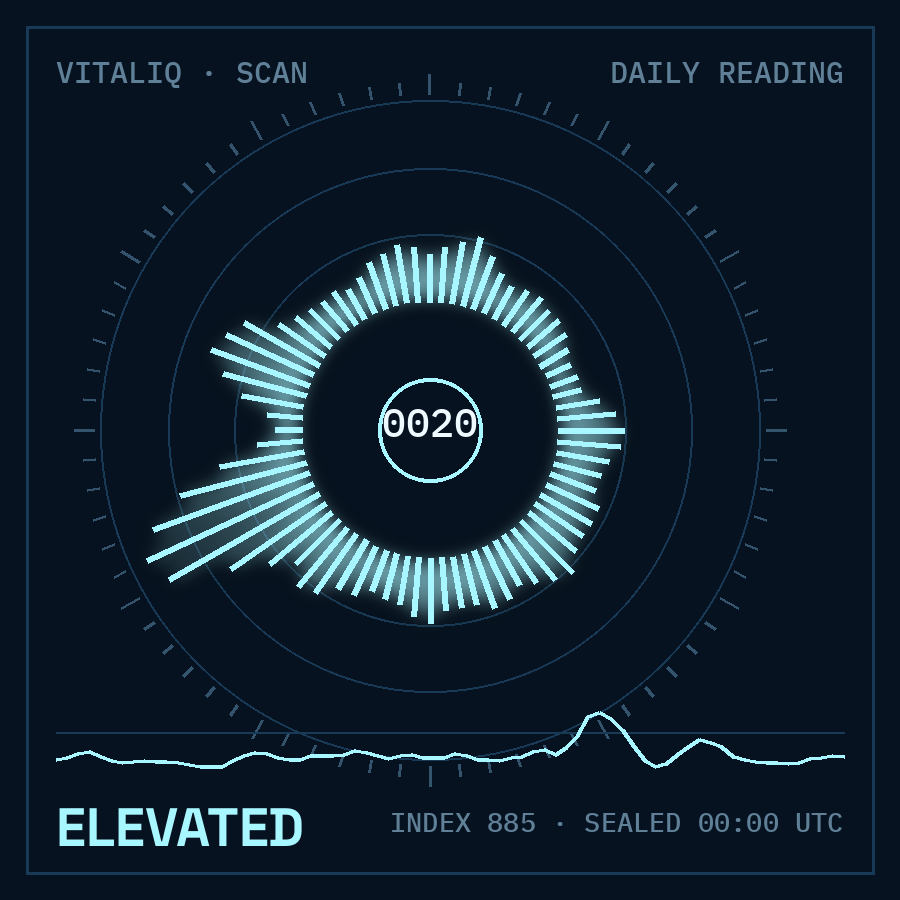 VITALIQ · SCAN
DAILY READING
0020
ELEVATED
INDEX 885 · SEALED 00:00 UTC